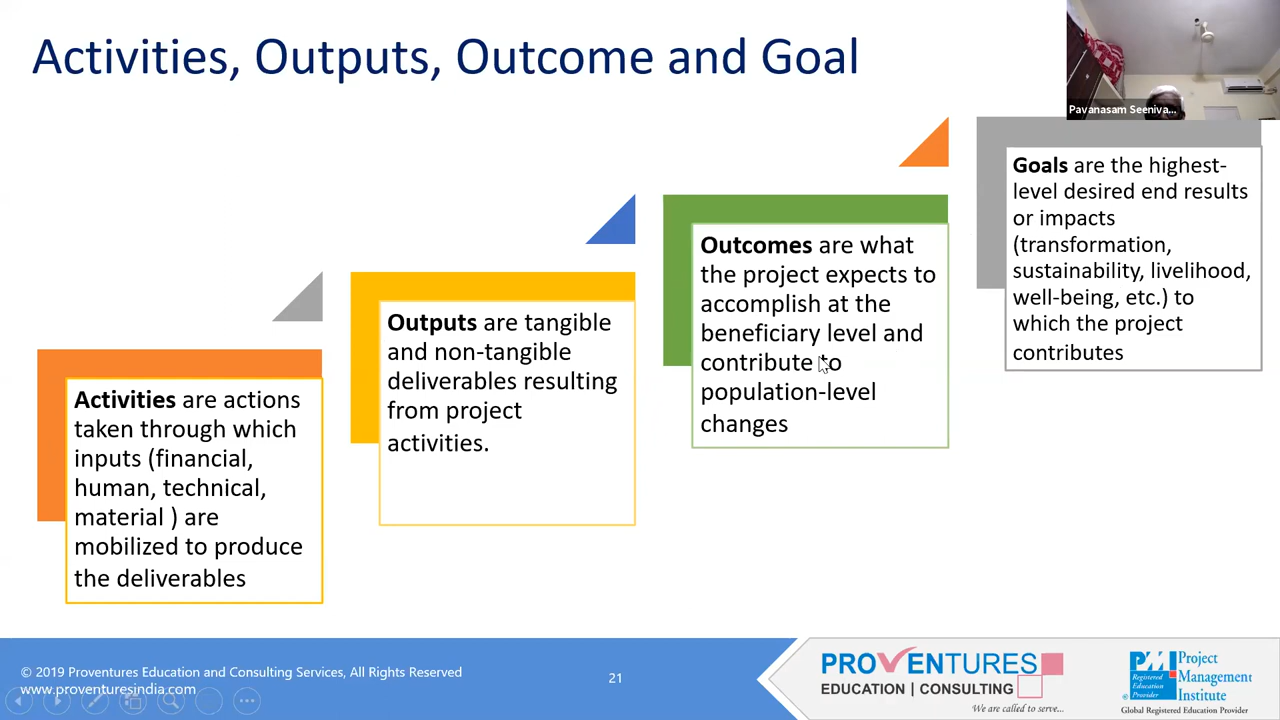 Activities, Outputs, Outcome and Goal
Pavanasam Seeniva...
Activities are actions
taken through which
inputs (financial,
human, technical,
material ) are
mobilized to produce
the deliverables
Outputs are tangible
and non-tangible
deliverables resulting
from project
activities.
Outcomes are what
the project expects to
accomplish at the
beneficiary level and
contribute to
population-level
changes
Goals are the highest-
level desired end results
or impacts
(transformation,
sustainability, livelihood,
well-being, etc.) to
which the project
contributes
© 2019 Proventures Education and Consulting Services, All Rights Reserved
www.proventuresindia.com
21
PROVENTURES
EDUCATION | CONSULTING
We are called to serve...
PMI
Registered
Education
Provider
®
Project
Management
Institute
Global Registered Education Provider